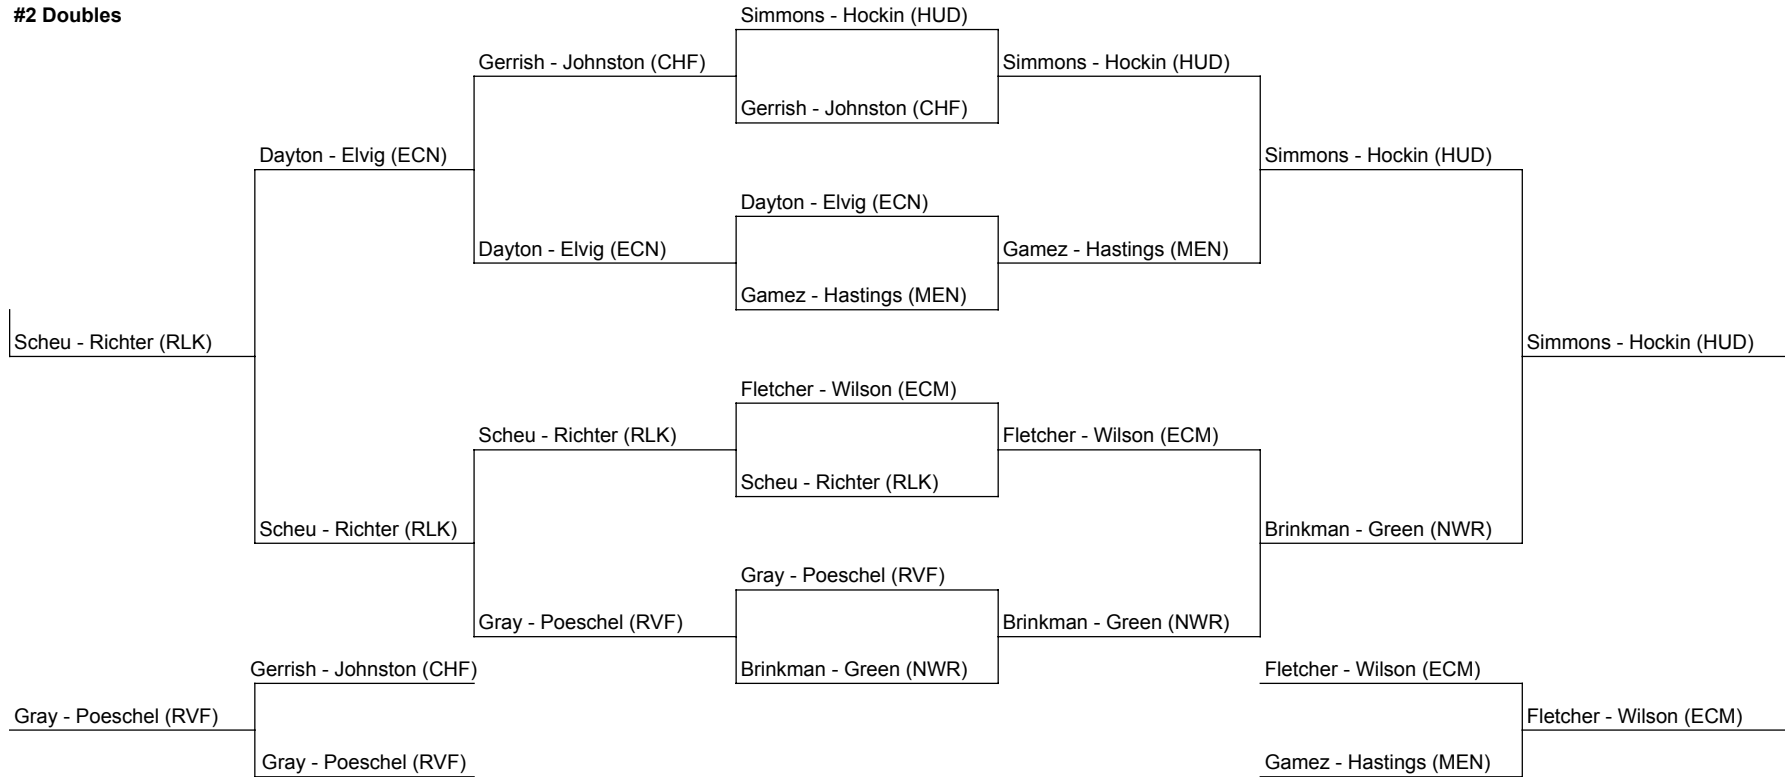 #2 Doubles
Simmons - Hockin (HUD)
Gerrish - Johnston (CHF)
Simmons - Hockin (HUD)
Gerrish - Johnston (CHF)
Dayton - Elvig (ECN)
Simmons - Hockin (HUD)
Dayton - Elvig (ECN)
Dayton - Elvig (ECN)
Gamez - Hastings (MEN)
Gamez - Hastings (MEN)
Scheu - Richter (RLK)
Simmons - Hockin (HUD)
Fletcher - Wilson (ECM)
Scheu - Richter (RLK)
Fletcher - Wilson (ECM)
Scheu - Richter (RLK)
Scheu - Richter (RLK)
Brinkman - Green (NWR)
Gray - Poeschel (RVF)
Gray - Poeschel (RVF)
Brinkman - Green (NWR)
Gerrish - Johnston (CHF)
Brinkman - Green (NWR)
Fletcher - Wilson (ECM)
Gray - Poeschel (RVF)
Fletcher - Wilson (ECM)
Gray - Poeschel (RVF)
Gamez - Hastings (MEN)